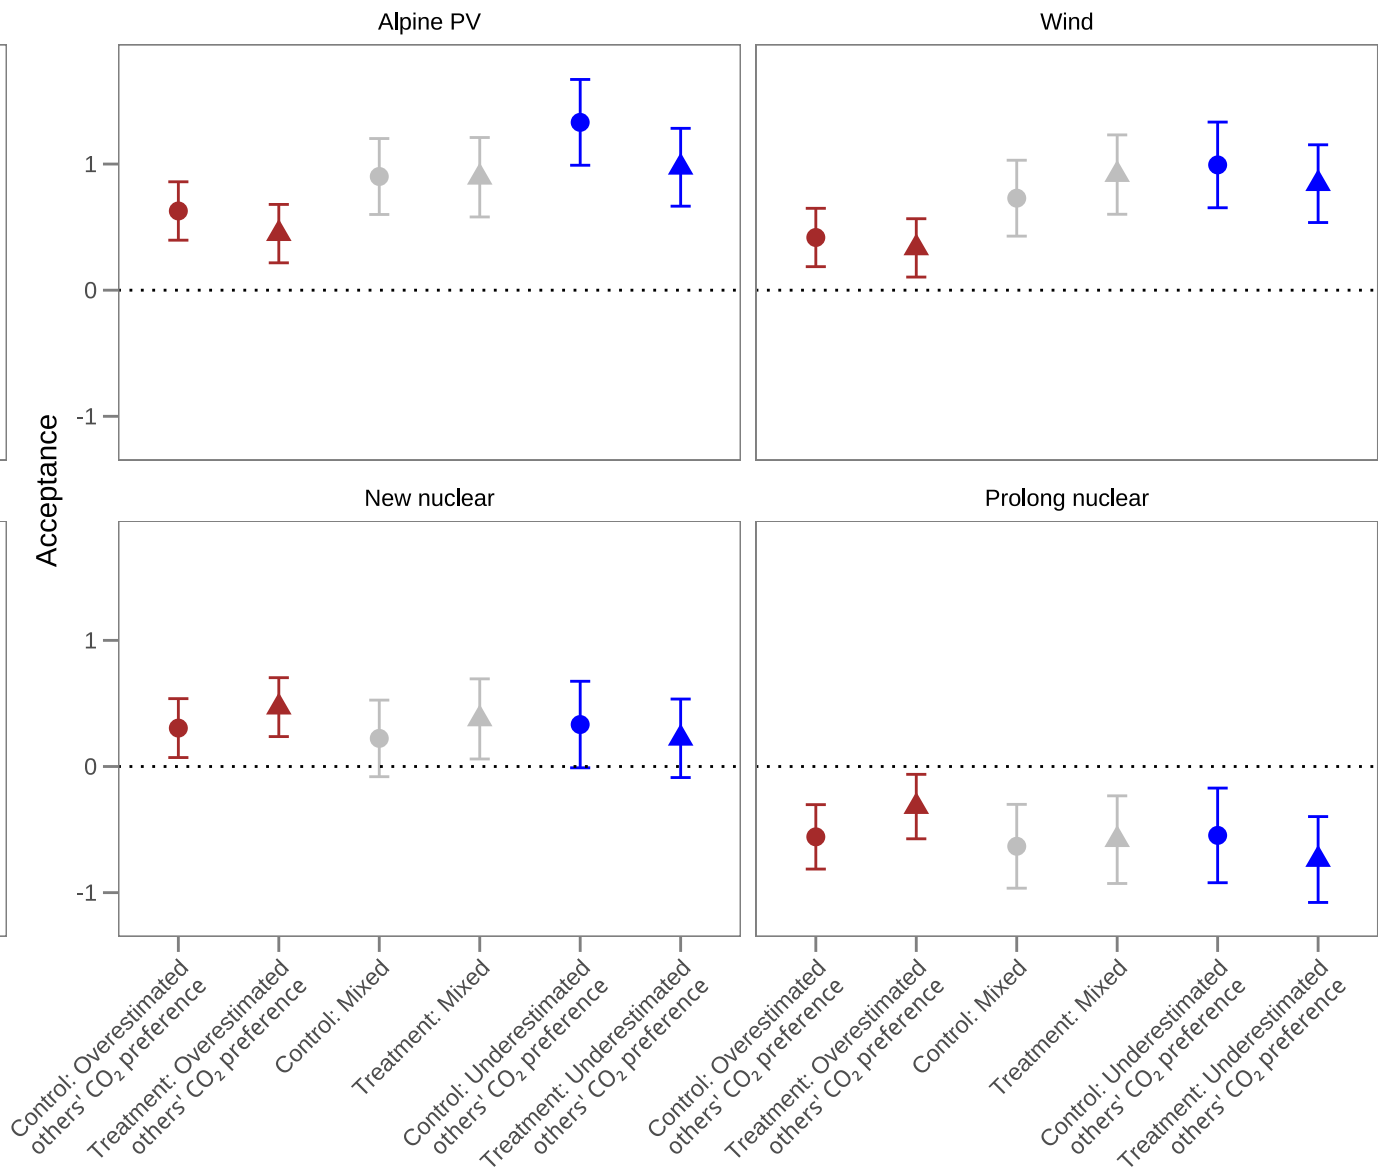 Alpine PV
Wind
1
0
-1
Acceptance
New nuclear
Prolong nuclear
1
0
-1
Control: Overestimated
others' CO₂ preference
Treatment: Overestimated
others' CO₂ preference
Control: Mixed
Treatment: Mixed
Control: Underestimated
others' CO₂ preference
Treatment: Underestimated
others' CO₂ preference
Control: Overestimated
others' CO₂ preference
Treatment: Overestimated
others' CO₂ preference
Control: Mixed
Treatment: Mixed
Control: Underestimated
others' CO₂ preference
Treatment: Underestimated
others' CO₂ preference